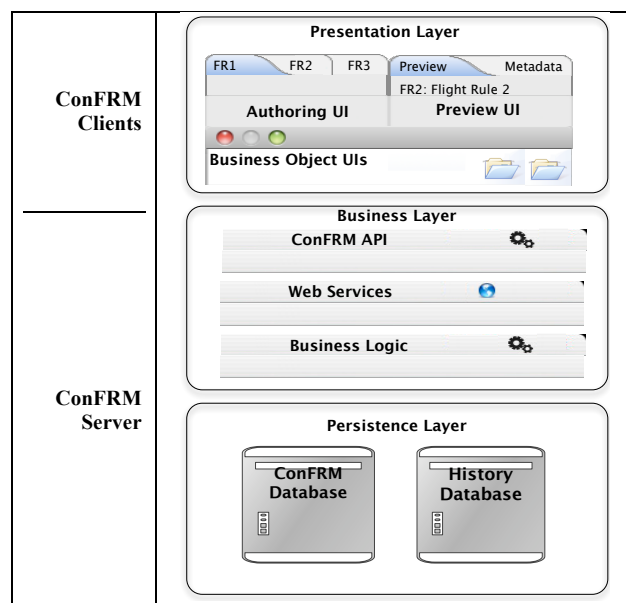 ConFRM
Clients
Presentation Layer
FR1 FR2 FR3 Preview Metadata
FR2: Flight Rule 2
Authoring UI Preview UI
Business Object UIs
Business Layer
ConFRM API
Web Services
Business Logic
ConFRM
Server
Persistence Layer
ConFRM
Database
History
Database